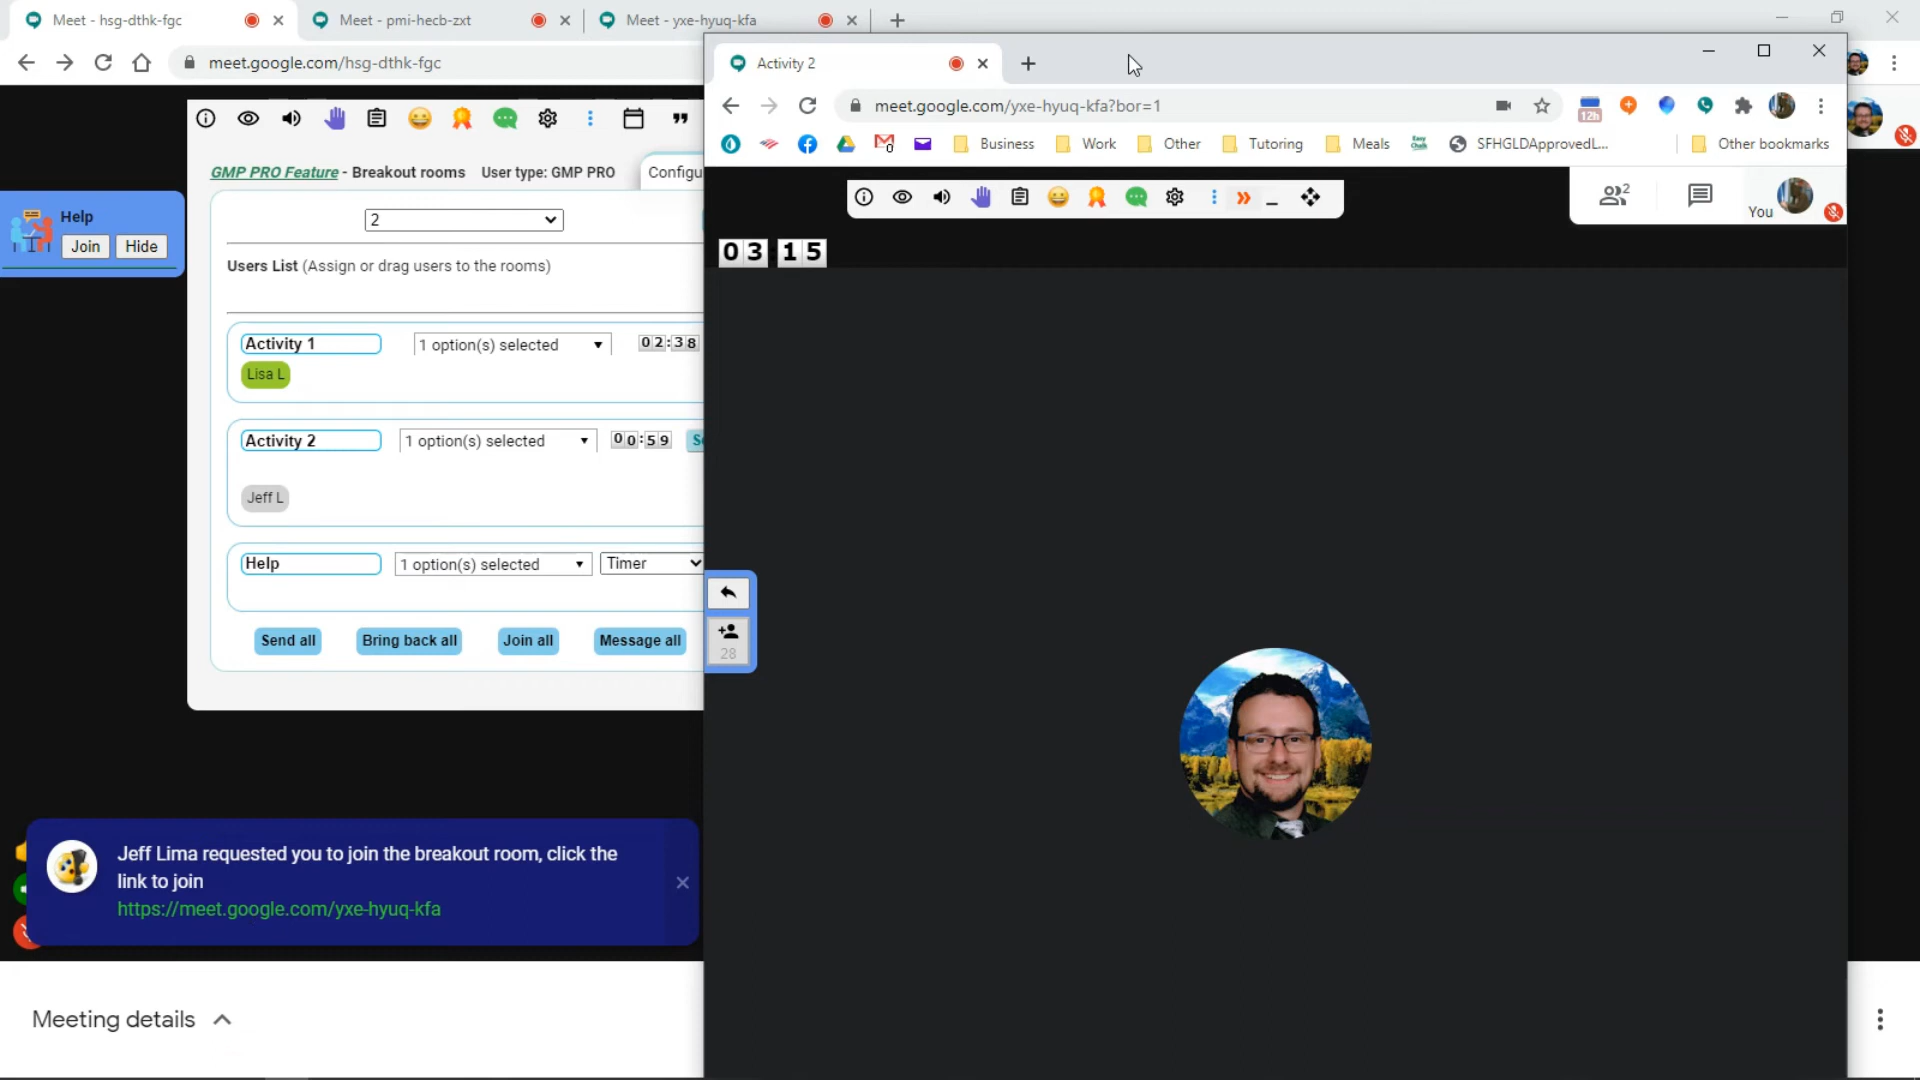 Meet - hsg-dthk-fgc
Meet - pmi-hecb-zxt
Meet - yxe-hyuq-kfa
meet.google.com/hsg-dthk-fgc
Activity 2
meet.google.com/yxe-hyuq-kfa?bor=1
12h
0
Business
Work
Other
Tutoring
Meals
Easy
Chalk
SFHGLDApprovedL...
Other bookmarks
GMP PRO Feature - Breakout rooms
User type: GMP PRO
Configu
2
You
Help
Join
Hide
2
03:15
Users List (Assign or drag users to the rooms)
Activity 1
1 option(s) selected
02:38
Lisa L
Activity 2
1 option(s) selected
00:59
Jeff L
Help
1 option(s) selected
Timer
Send all
Bring back all
Join all
Message all
28
Jeff Lima requested you to join the breakout room, click the
link to join
https://meet.google.com/yxe-hyuq-kfa
Meeting details